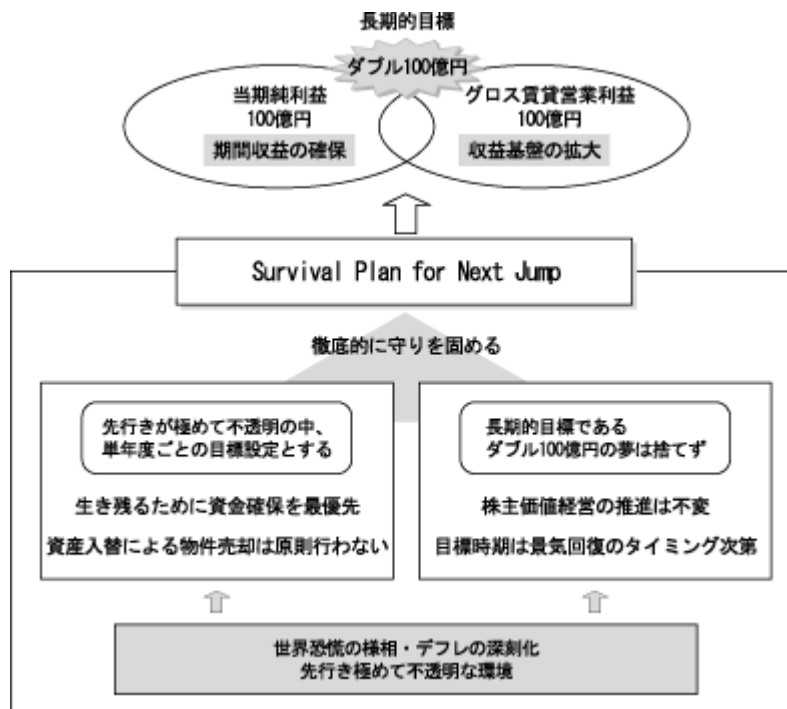 長期的目標
ダブル100億円
当期純利益
100億円
期間収益の確保
グロス賃貸営業利益
100億円
収益基盤の拡大
Survival Plan for Next Jump
徹底的に守りを固める
先行きが極めて不透明の中、
単年度ごとの目標設定とする
生き残るために資金確保を最優先
資産入替による物件売却は原則行わない
長期的目標である
ダブル100億円の夢は捨てず
株主価値経営の推進は不変
目標時期は景気回復のタイミング次第
世界恐慌の様相・デフレの深刻化
先行き極めて不透明な環境